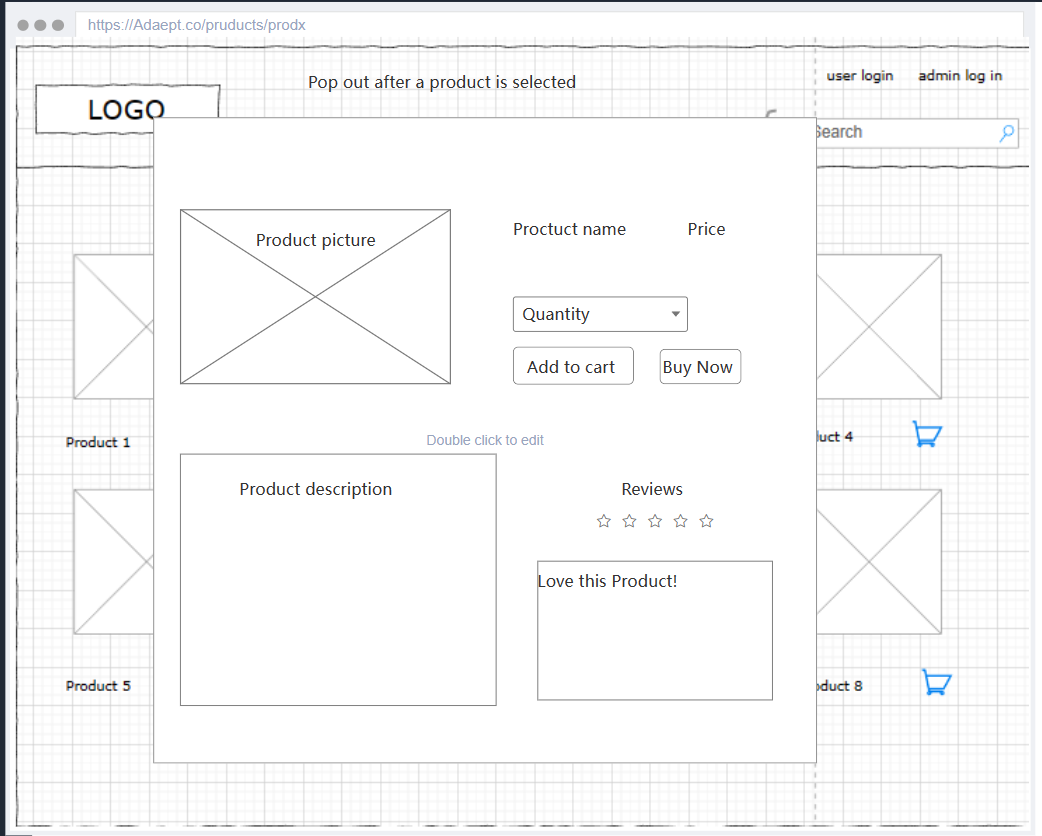 https://Adaept.co/pruducts/prodx
user login admin log in
Pop out after a product is selected
LOGO
Search
Product picture
Proctuct name Price
Quantity
Add to cart Buy Now
Product 1
duct 4
Double click to edit
Product description
Reviews
Love this Product!
Product 5
oduct 8